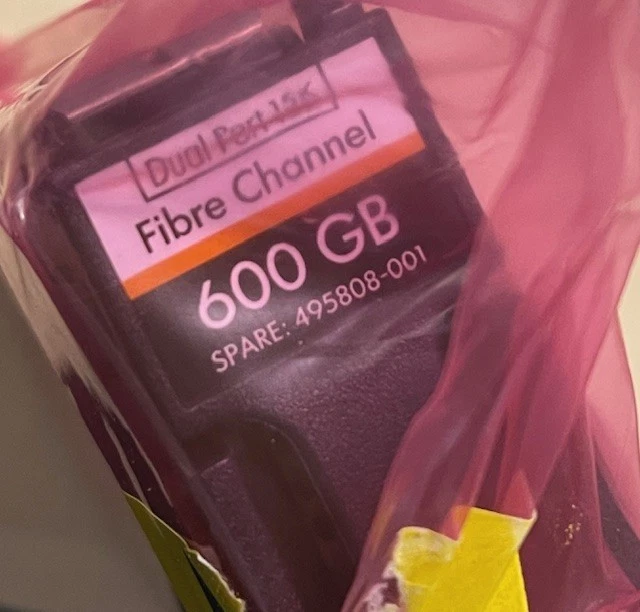 Dual Port 15K
Fibre Channel
600 GB
SPARE: 495808-001